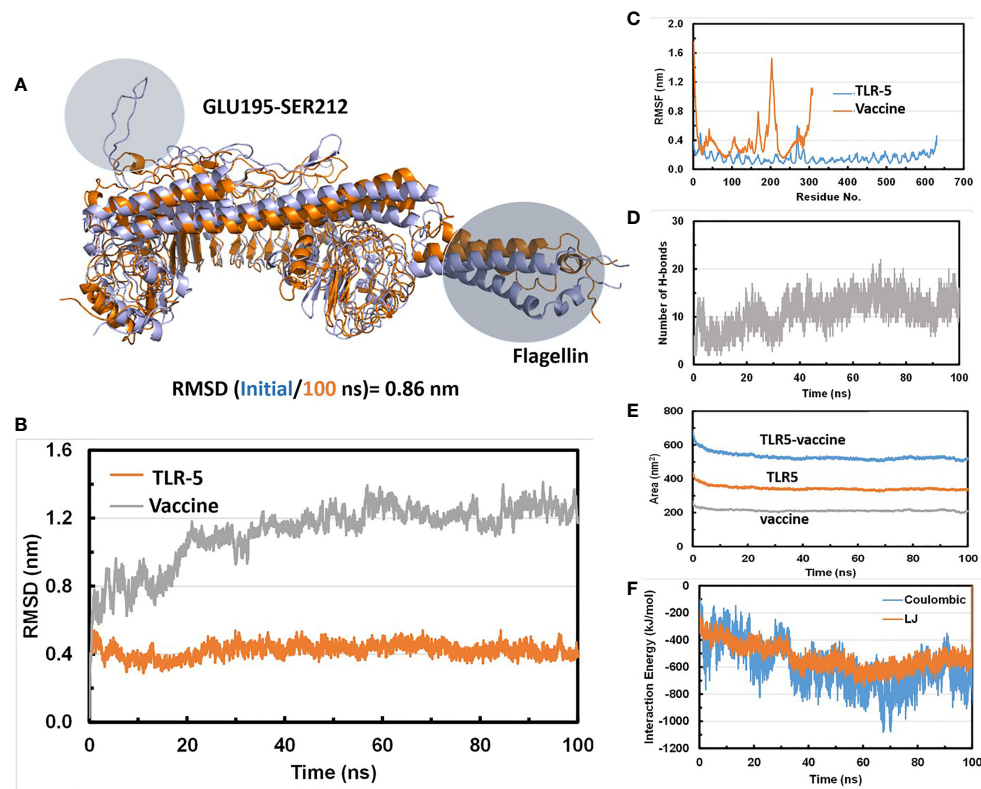 A
GLU195-SER212
Flagellin
RMSD (Initial/100 ns)= 0.86 nm
B
1.6
1.2
0.8
0.4
0.0
RMSD (nm)
TLR-5
Vaccine
0 20 40 60 80 100
Time (ns)
C
2.0
1.6
1.2
0.8
0.4
0.0
RMSF (nm)
TLR-5
Vaccine
0 100 200 300 400 500 600 700
Residue No.
D
30
20
10
0
Number of H-bonds
0 10 20 30 40 50 60 70 80 90 100
Time (ns)
E
800
600
400
200
0
Area (nm²)
TLR5-vaccine
TLR5
vaccine
0 20 40 60 80 100
Time (ns)
F
0
-200
-400
-600
-800
-1000
-1200
Interaction Energy (kJ/mol)
Coulombic
LJ
0 20 40 60 80 100
Time (ns)